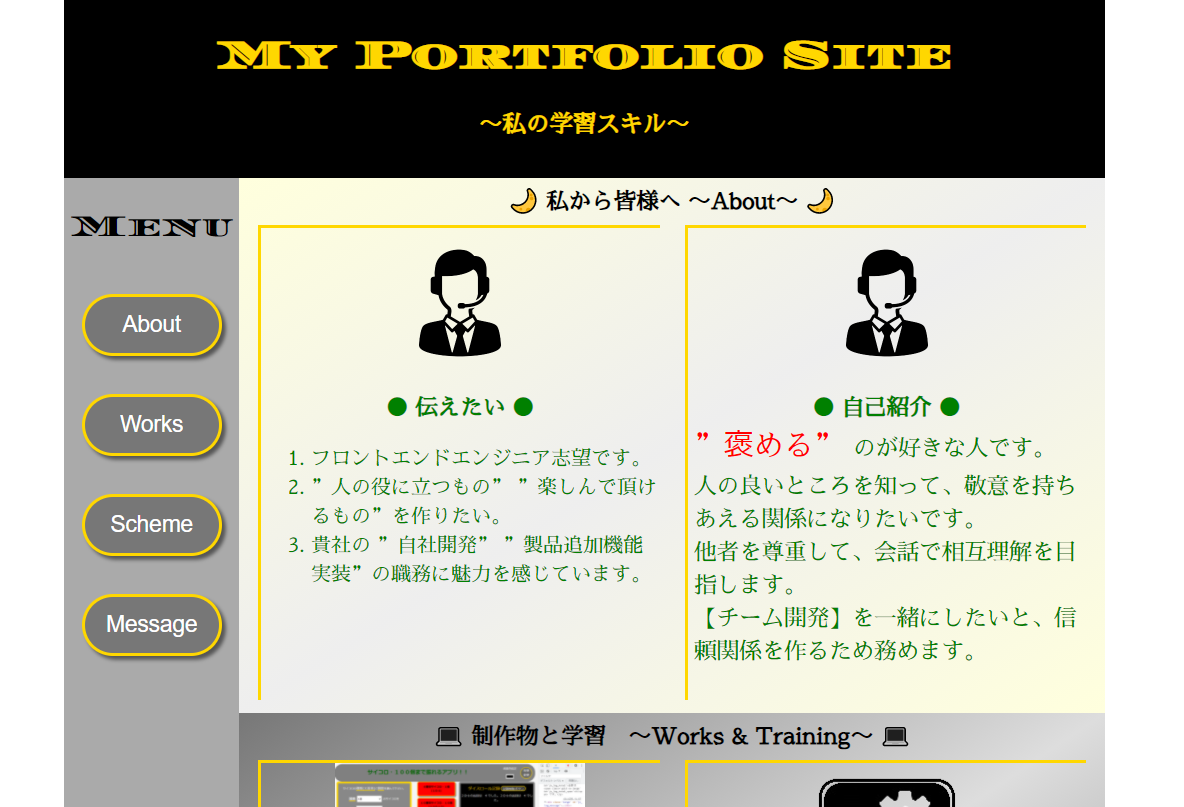 My Portfolio Site
～私の学習スキル～
Menu
About
Works
Scheme
Message
🌙 私から皆様へ ～About～ 🌙
● 伝えたい ●
1. フロントエンドエンジニア志望です。
2. ”人の役に立つもの” ”楽しんで頂け
るもの”を作りたい。
3. 貴社の ”自社開発” ”製品追加機能
実装”の職務に魅力を感じています。
● 自己紹介 ●
”褒める”　のが好きな人です。
人の良いところを知って、敬意を持ち
あえる関係になりたいです。
他者を尊重して、会話で相互理解を目
指します。
【チーム開発】を一緒にしたいと、信
頼関係を作るため務めます。
💻 制作物と学習　～Works & Training～ 💻
サイコロ・１００個まで振れるアプリ！！